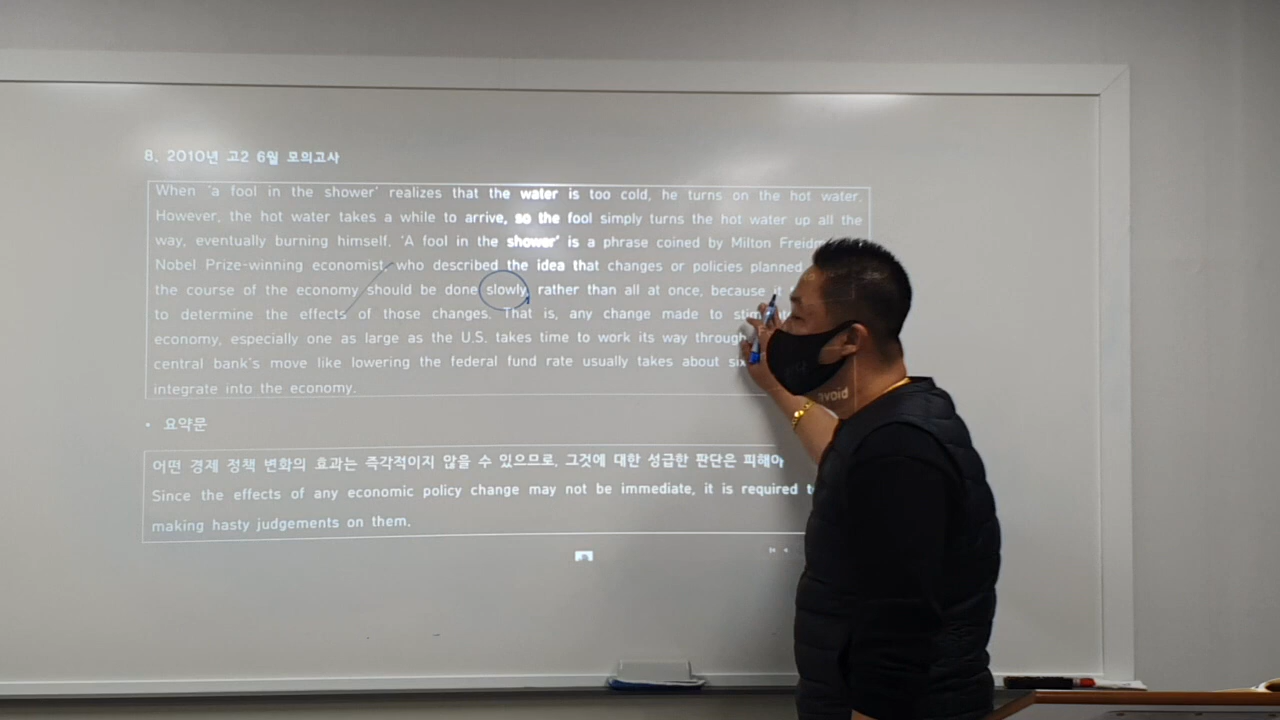 8. 2010년 고2 6월 모의고사
When 'a fool in the shower' realizes that the water is too cold, he turns on the hot water.
However, the hot water takes a while to arrive, so the fool simply turns the hot water up all the
way, eventually burning himself. 'A fool in the shower' is a phrase coined by Milton
Nobel Prize-winning economist, who described the idea that changes or policies planned
the course of the economy should be done slowly, rather than all at once, because it
to determine the effects of those changes. That is, any change made to
economy, especially one as large as the U.S. takes time to work its way through
central bank's move like lowering the federal fund rate usually takes about
integrate into the economy.
• 요약문
어떤 경제 정책 변화의 효과는 즉각적이지 않을 수 있으므로, 그것에 대한 성급한 판단은 피해야
Since the effects of any economic policy change may not be immediate, it is required avoid
making hasty judgements on them.